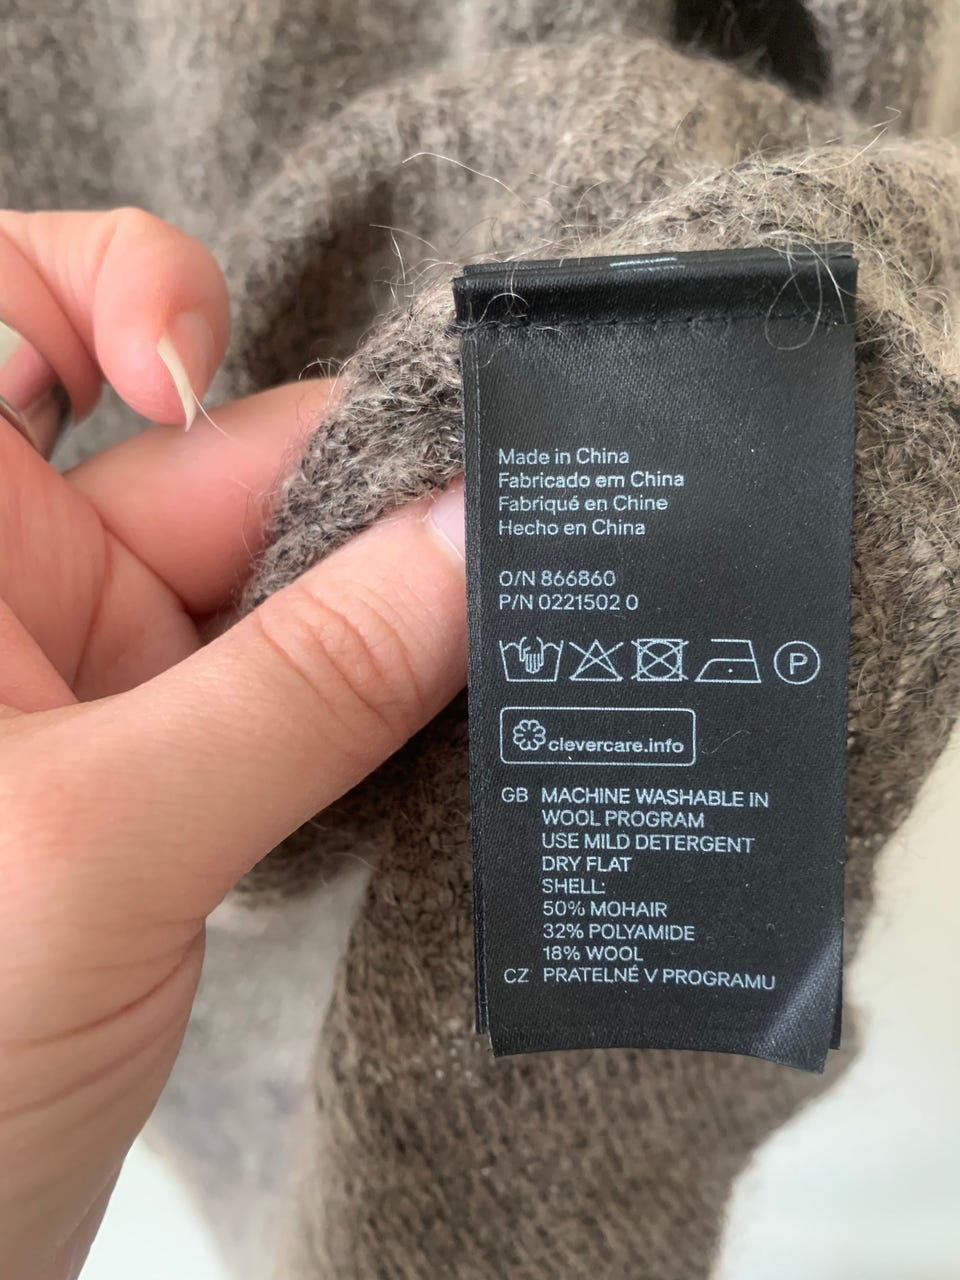 Made in China
Fabricado em China
Fabriqué en Chine
Hecho en China
O/N 866860
P/N 0221502 0
P
clevercare.info
GB MACHINE WASHABLE IN
WOOL PROGRAM
USE MILD DETERGENT
DRY FLAT
SHELL:
50% MOHAIR
32% POLYAMIDE
18% WOOL
CZ PRATELNÉ V PROGRAMU